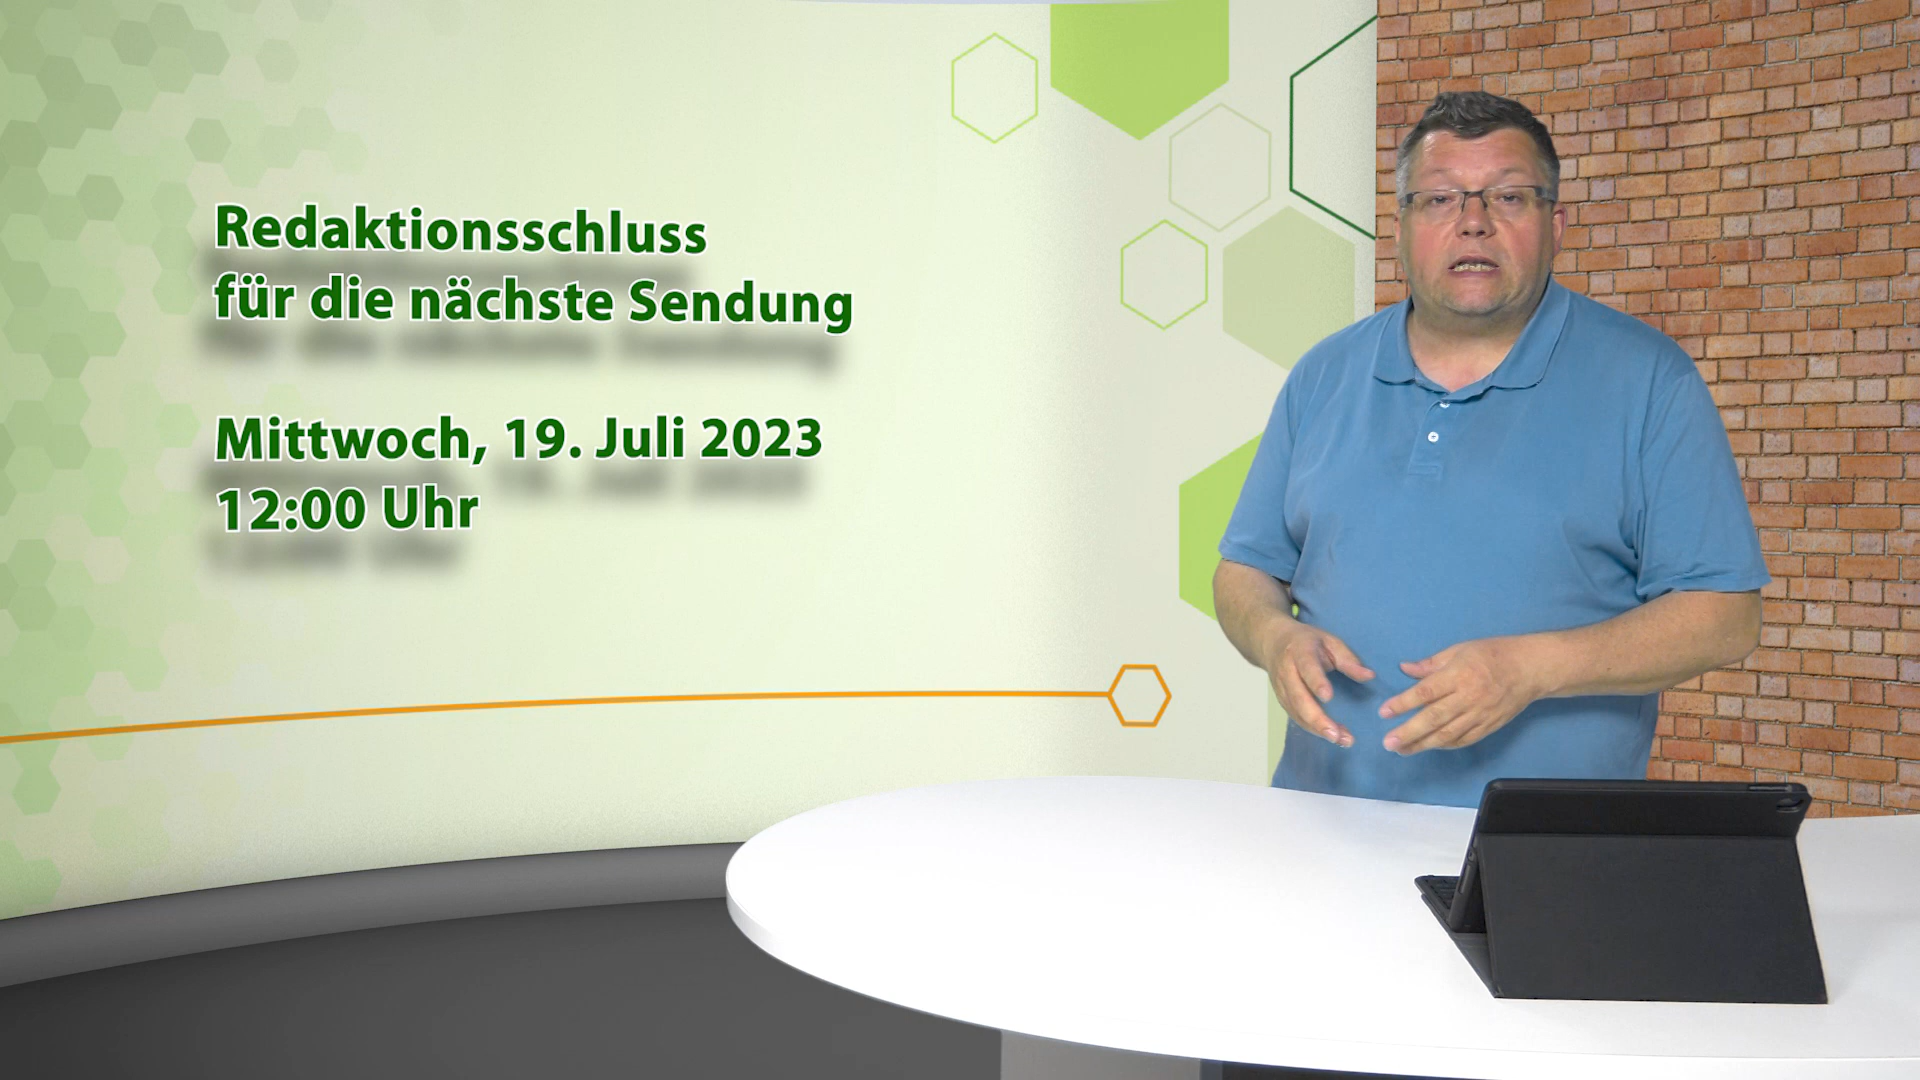 Redaktionsschluss
für die nächste Sendung
Mittwoch, 19. Juli 2023
12:00 Uhr